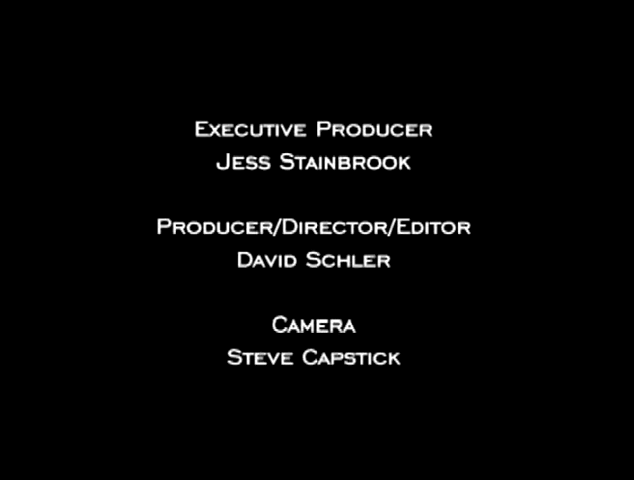 Executive Producer
Jess Stainbrook
Producer/Director/Editor
David Schler
Camera
Steve Capstick